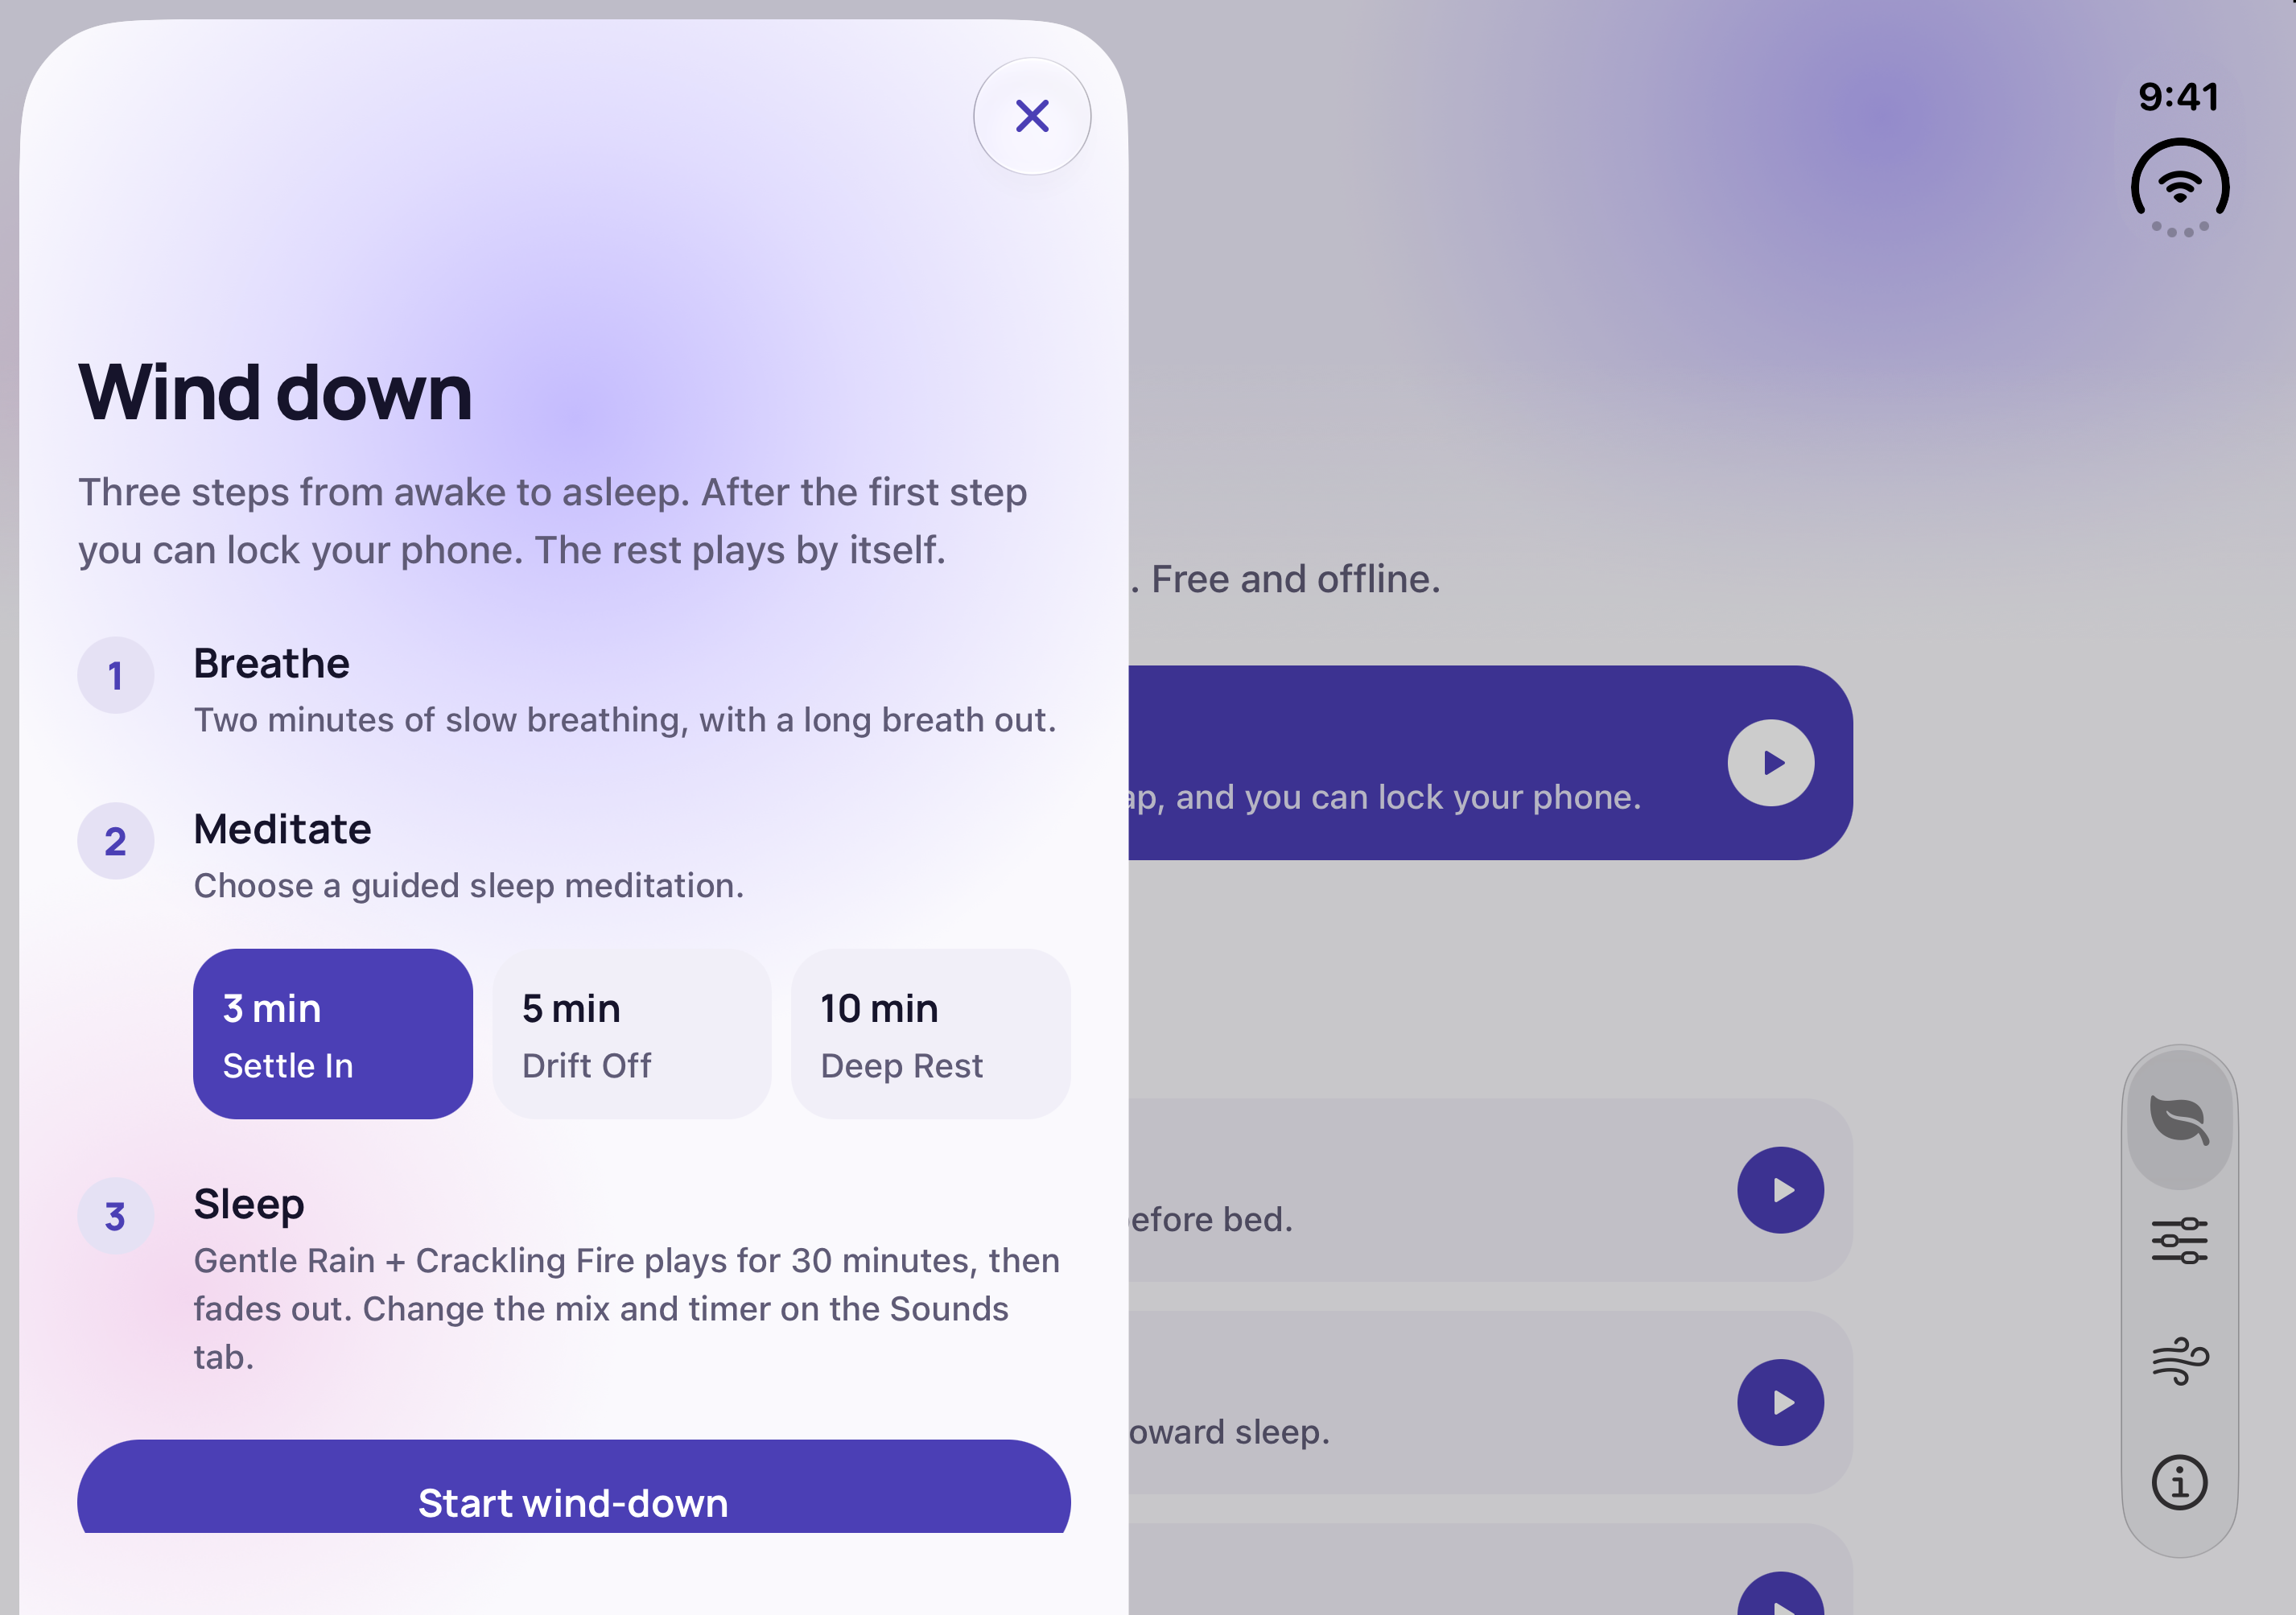 9:41
Wind down
Three steps from awake to asleep. After the first step
you can lock your phone. The rest plays by itself.
1
Breathe
Two minutes of slow breathing, with a long breath out.
2
Meditate
Choose a guided sleep meditation.
3 min
Settle In
5 min
Drift Off
10 min
Deep Rest
3
Sleep
Gentle Rain + Crackling Fire plays for 30 minutes, then
fades out. Change the mix and timer on the Sounds
tab.
Start wind-down
. Free and offline.
, and you can lock your phone.
bed.
sleep.